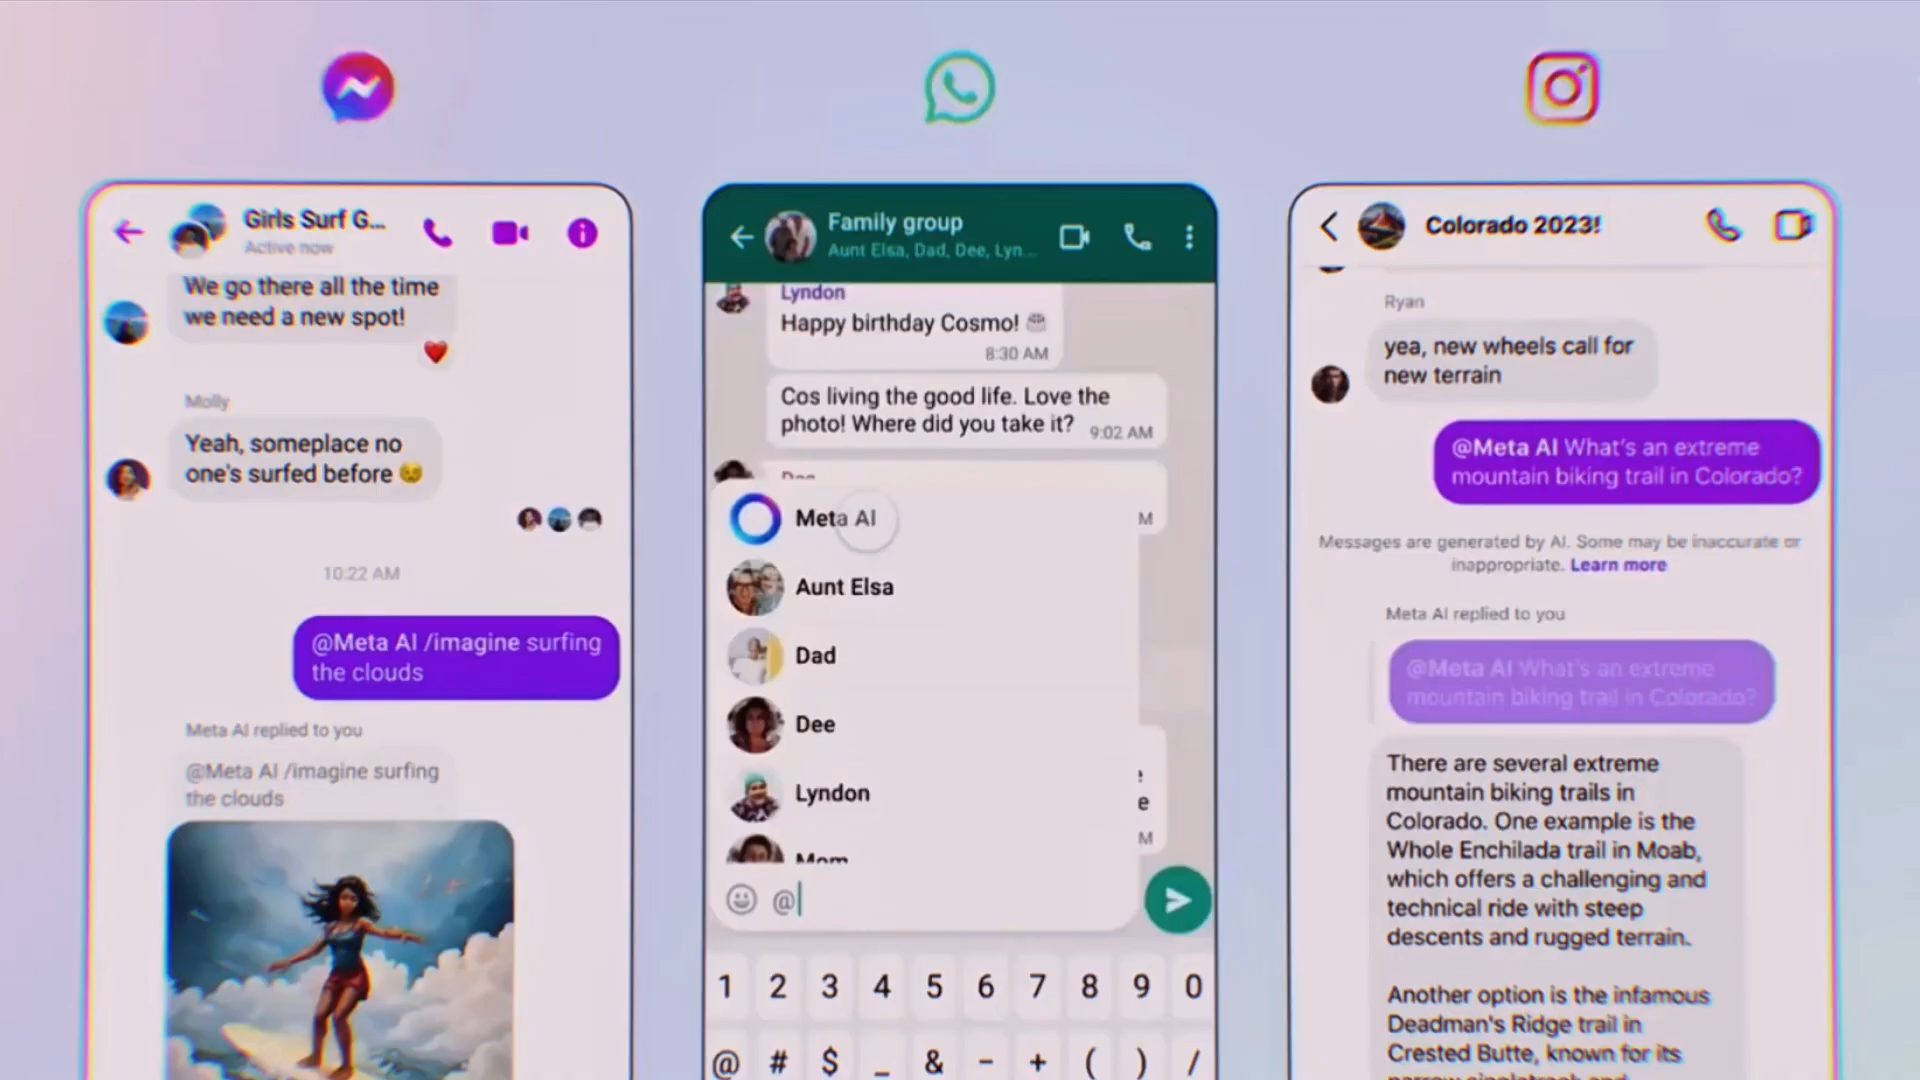 Girls Surf G...
Active now
We go there all the time
we need a new spot!
Molly
Yeah, someplace no
one's surfed before
10:22 AM
@Meta AI /imagine surfing
the clouds
Meta AI replied to you
@Meta AI /imagine surfing
the clouds
Family group
Aunt Elsa, Dad, Dee, Lyn...
Lyndon
Happy birthday Cosmo!
8:30 AM
Cos living the good life. Love the
photo! Where did you take it?
9:02 AM
Dee
M
Meta AI
Aunt Elsa
Dad
Dee
Lyndon
e
M
Mom
@
1 2 3 4 5 6 7 8 9 0
@ # $ _ & - + ( ) /
Colorado 2023!
Ryan
yea, new wheels call for
new terrain
@Meta AI What's an extreme
mountain biking trail in Colorado?
Messages are generated by AI. Some may be inaccurate or
inappropriate. Learn more
Meta AI replied to you
@Meta AI What's an extreme
mountain biking trail in Colorado?
There are several extreme
mountain biking trails in
Colorado. One example is the
Whole Enchilada trail in Moab,
which offers a challenging and
technical ride with steep
descents and rugged terrain.
Another option is the infamous
Deadman's Ridge trail in
Crested Butte, known for its
narrow singletrack and